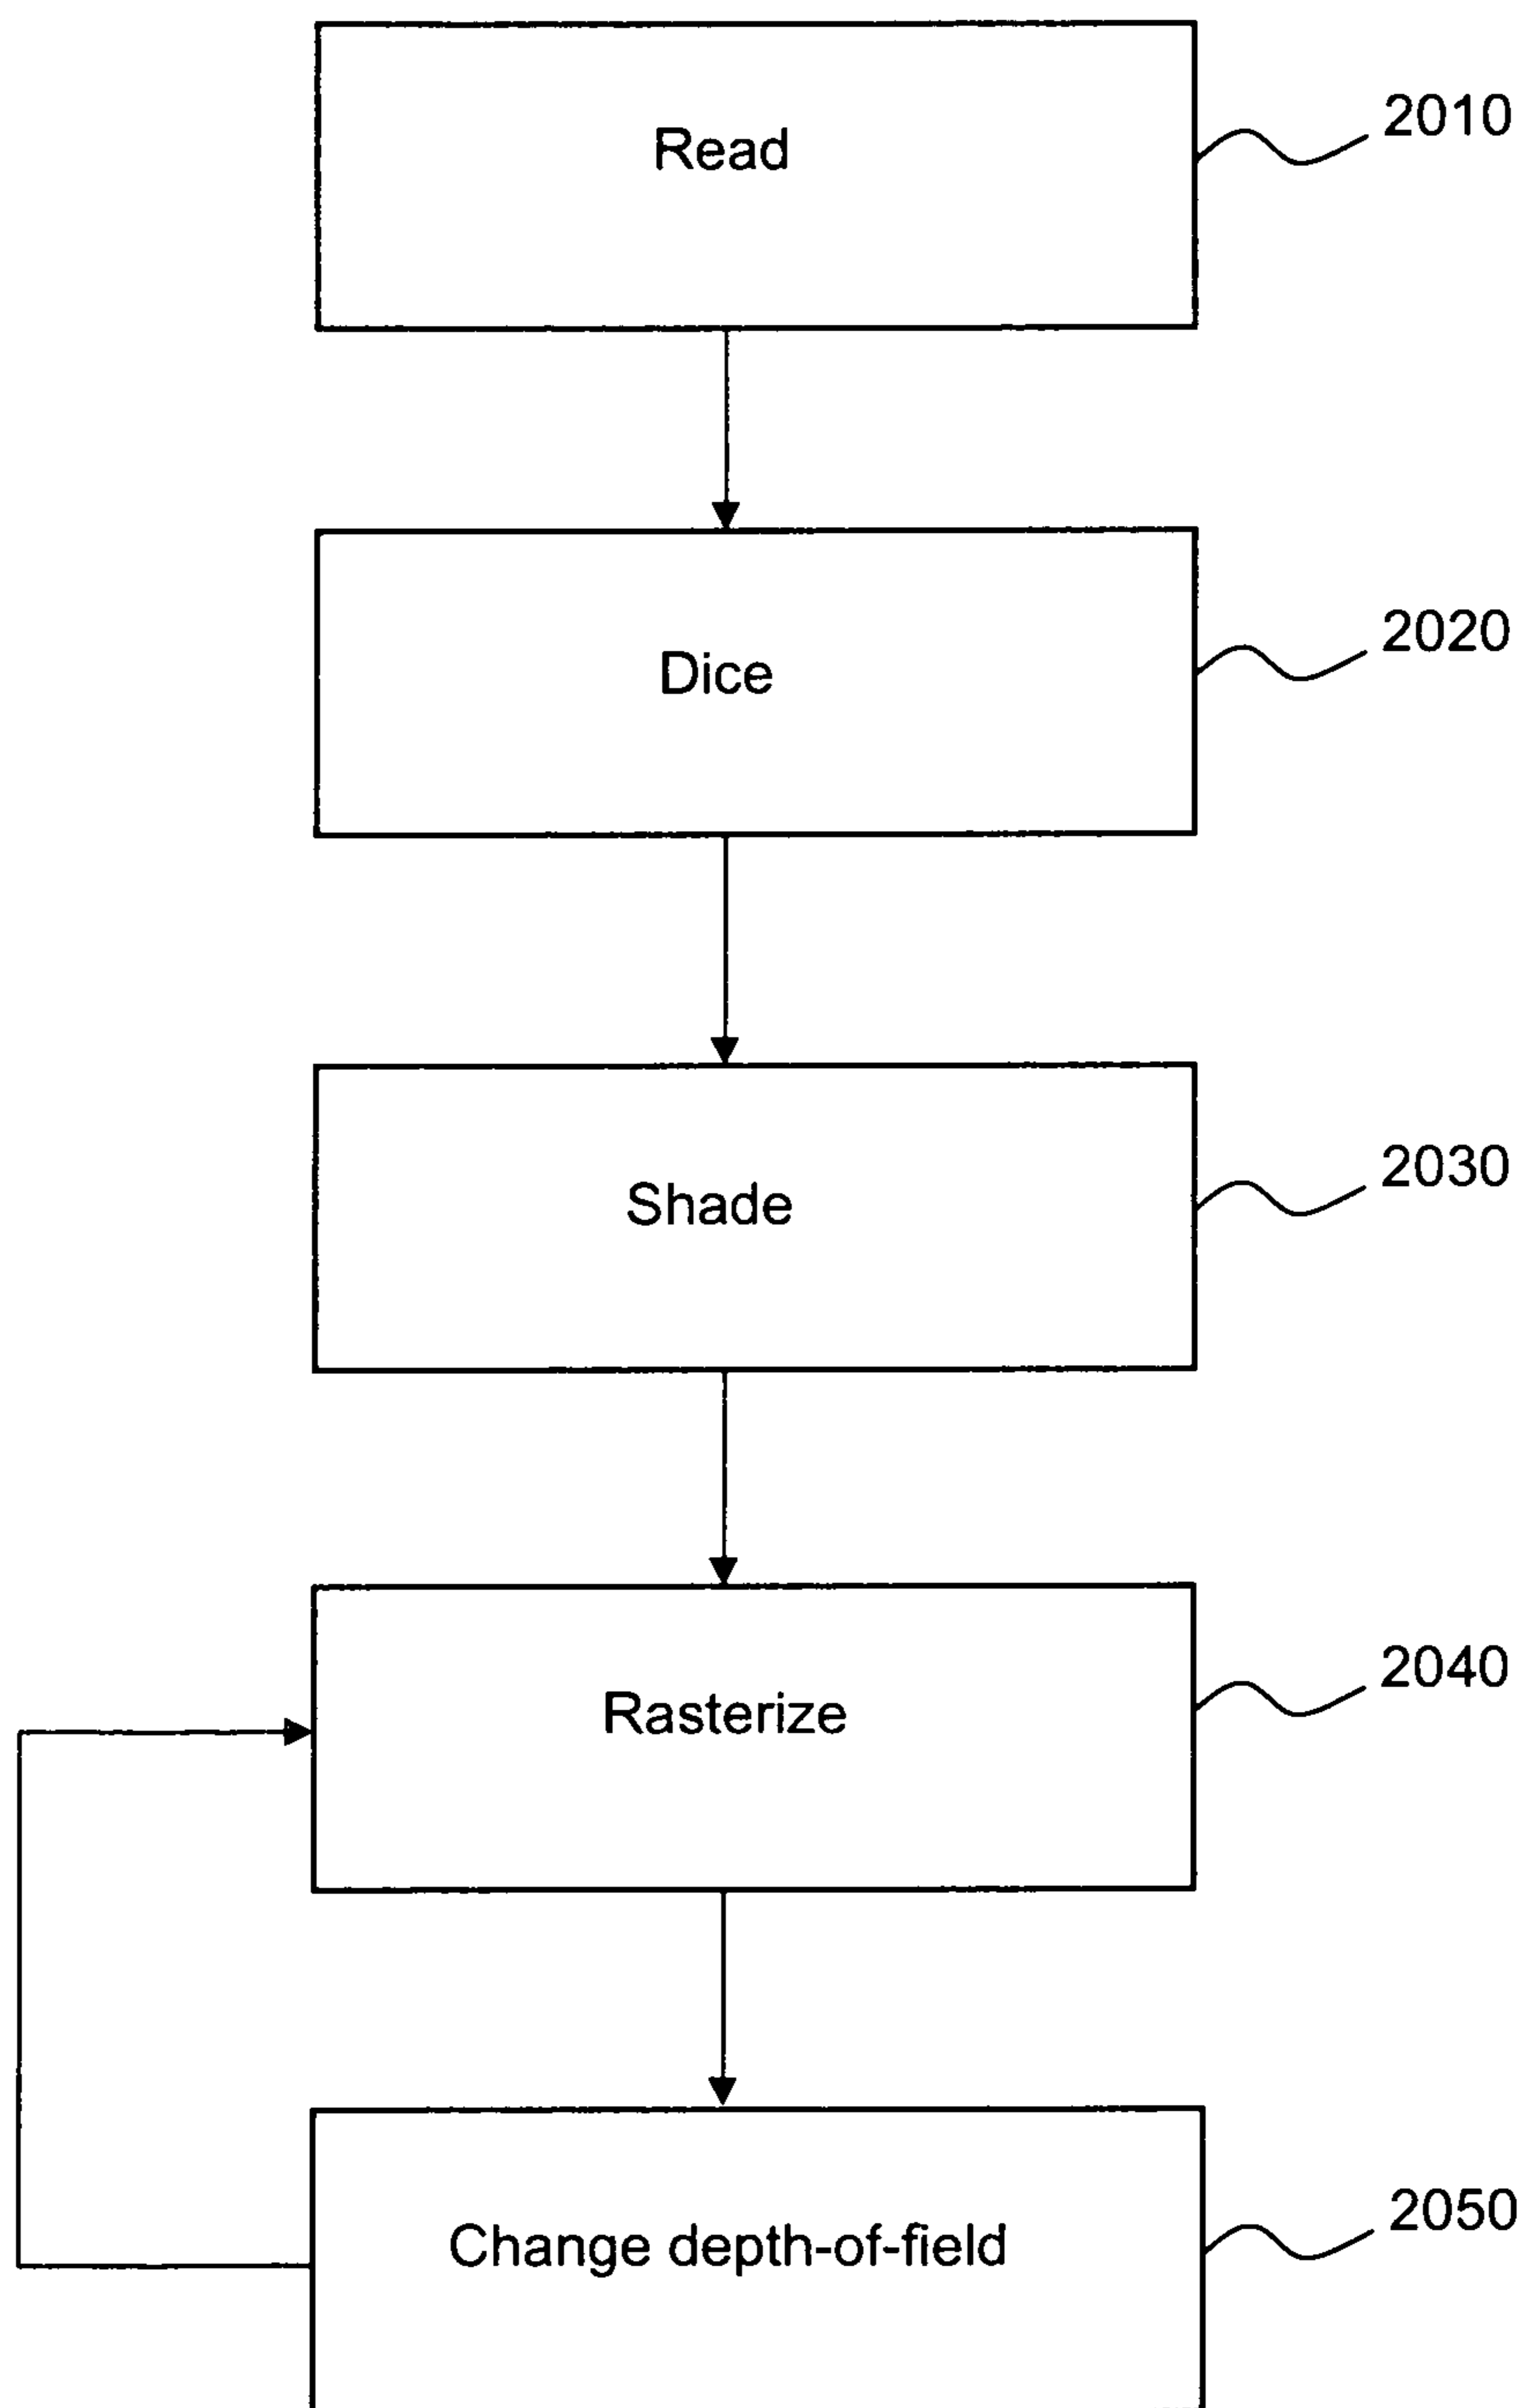 Read
2010
Dice
2020
Shade
2030
Rasterize
2040
Change depth-of-field
2050